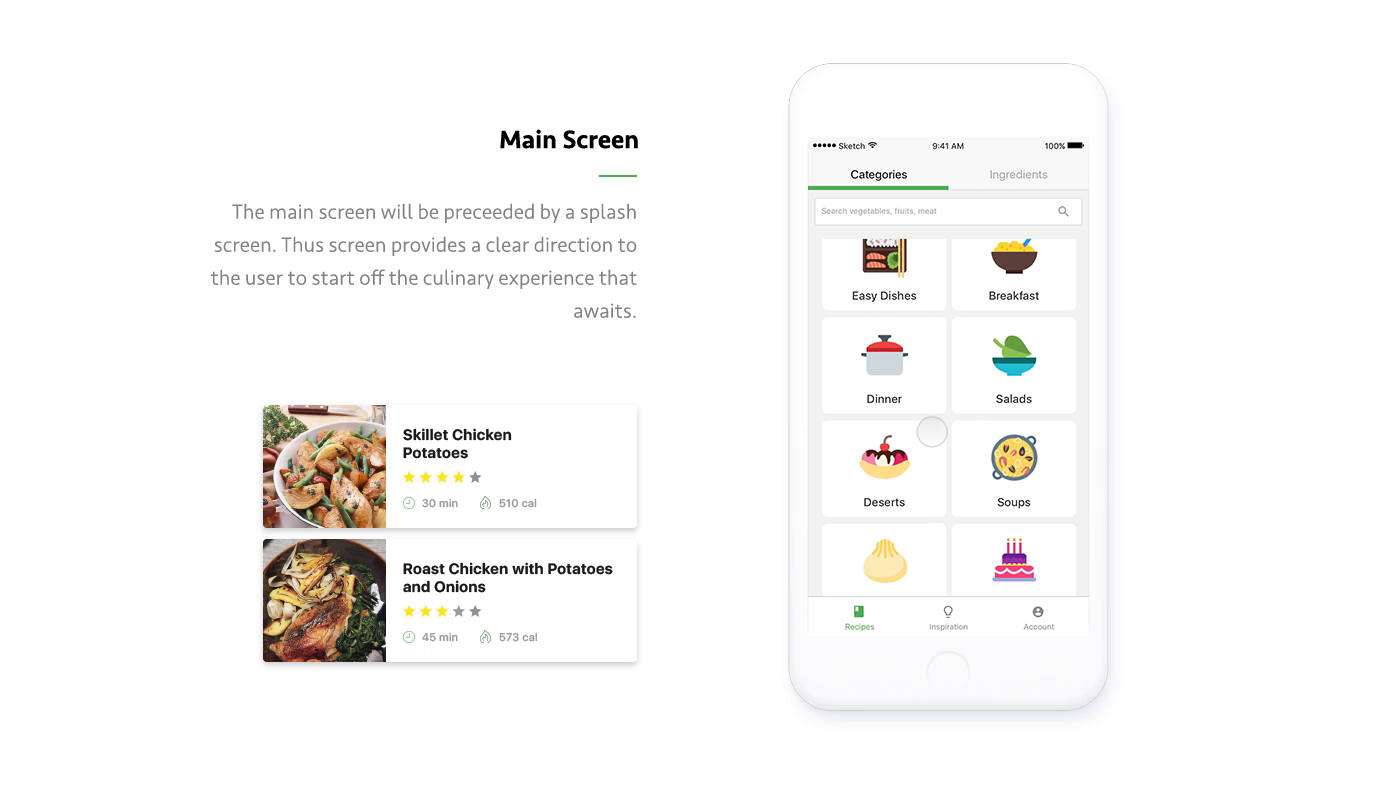 Main Screen
The main screen will be preceeded by a splash
screen. Thus screen provides a clear direction to
the user to start off the culinary experience that
awaits.
Skillet Chicken
Potatoes
30 min 510 cal
Roast Chicken with Potatoes
and Onions
45 min 573 cal
Sketch 9:41 AM 100%
Categories Ingredients
Search vegetables, fruits, meat
Easy Dishes Breakfast
Dinner Salads
Deserts Soups
Recipes Inspiration Account